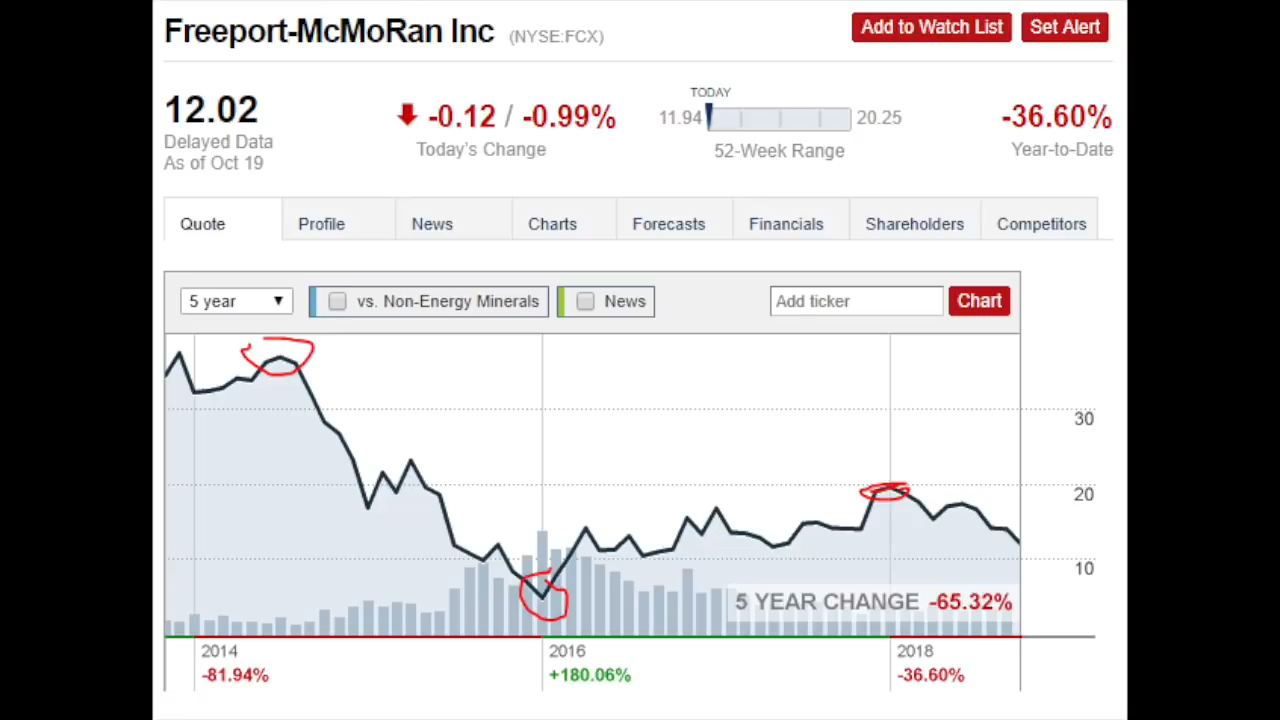 Freeport-McMoRan Inc (NYSE:FCX)
Add to Watch List
Set Alert
12.02
Delayed Data
As of Oct 19
-0.12 / -0.99%
Today's Change
TODAY
11.94
20.25
52-Week Range
-36.60%
Year-to-Date
Quote
Profile
News
Charts
Forecasts
Financials
Shareholders
Competitors
5 year
vs. Non-Energy Minerals
News
Add ticker
Chart
30
20
10
5 YEAR CHANGE -65.32%
2014
2016
2018
-81.94%
+180.06%
-36.60%